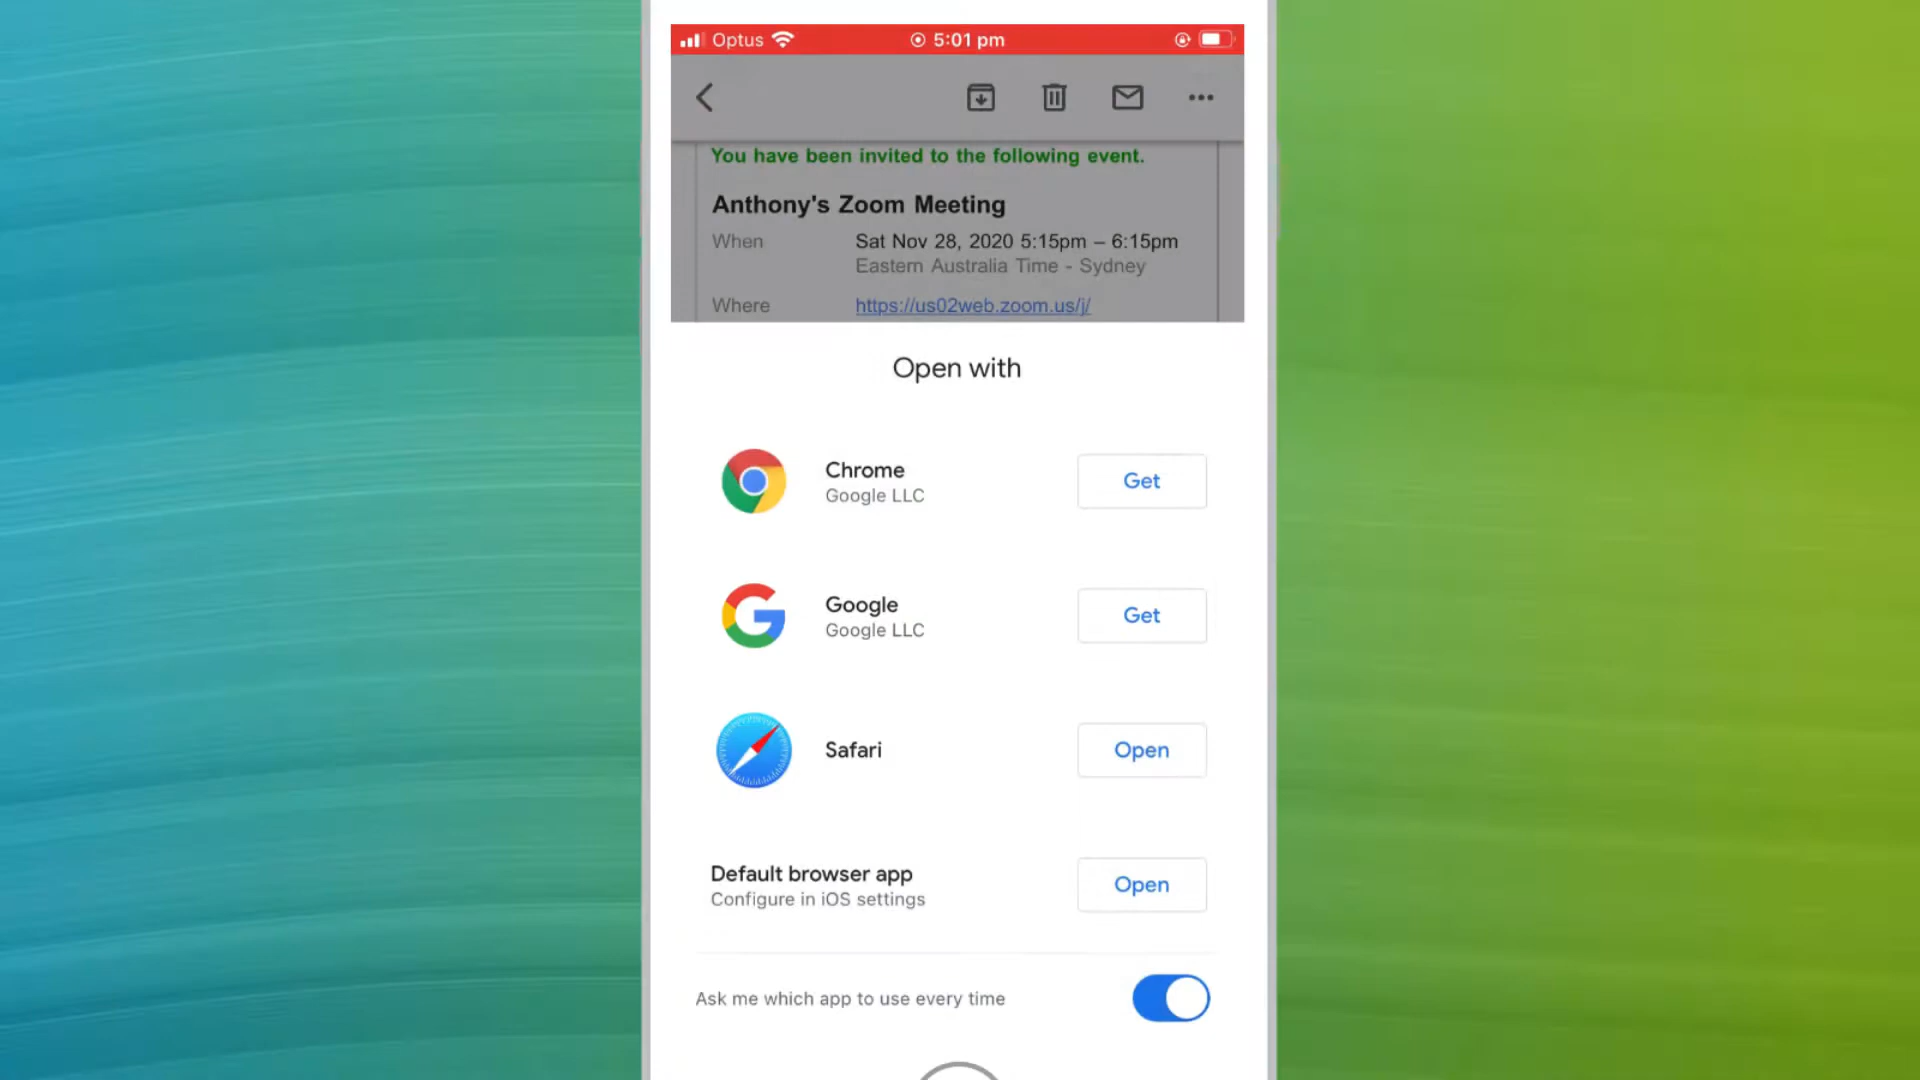 Optus 5:01 pm
You have been invited to the following event.
Anthony's Zoom Meeting
When Sat Nov 28, 2020 5:15pm – 6:15pm
Eastern Australia Time - Sydney
Where https://us02web.zoom.us/j/
Open with
Chrome
Google LLC
Get
Google
Google LLC
Get
Safari
Open
Default browser app
Configure in iOS settings
Open
Ask me which app to use every time